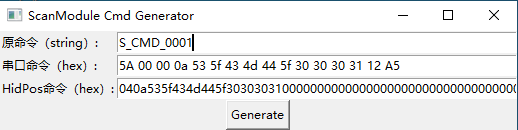 ScanModule Cmd Generator
原命令（string）: S_CMD_0001
串口命令（hex）: 5A 00 00 0a 53 5f 43 4d 44 5f 30 30 30 31 12 A5
HidPos命令（hex）: 040a535f434d445f30303031000000000000000000000000000000000
Generate